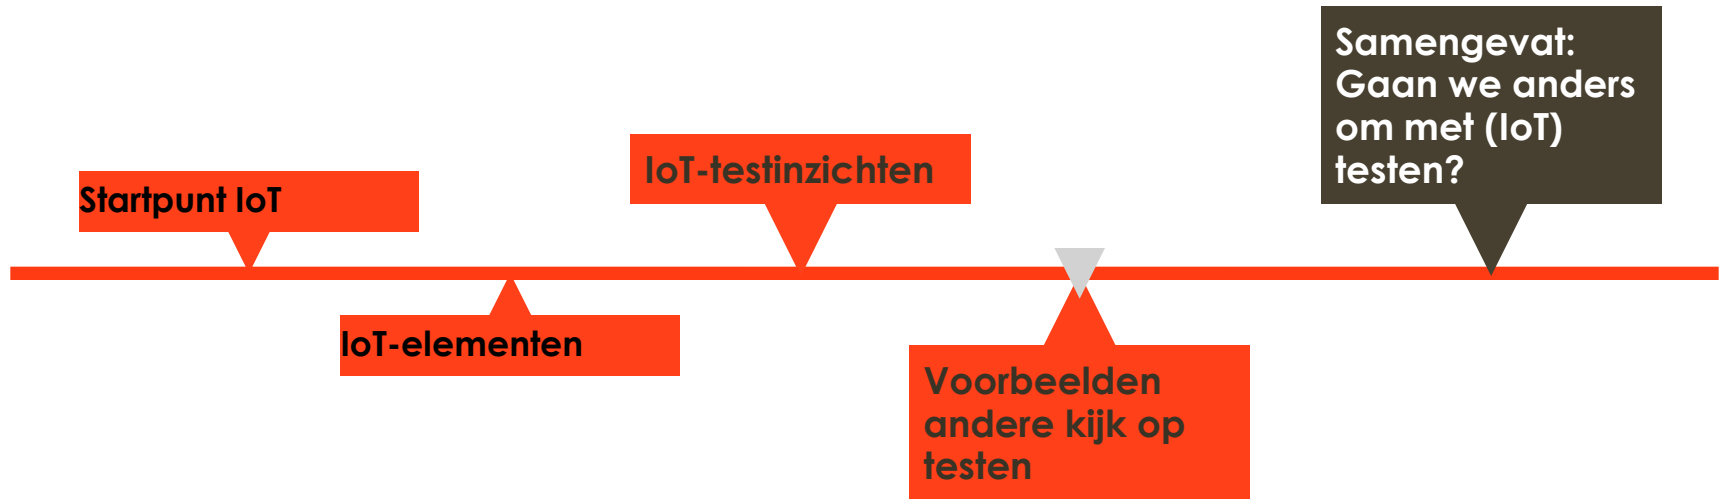 Startpunt IoT
IoT-elementen
IoT-testinzichten
Voorbeelden
andere kijk op
testen
Samengevat:
Gaan we anders
om met (IoT)
testen?